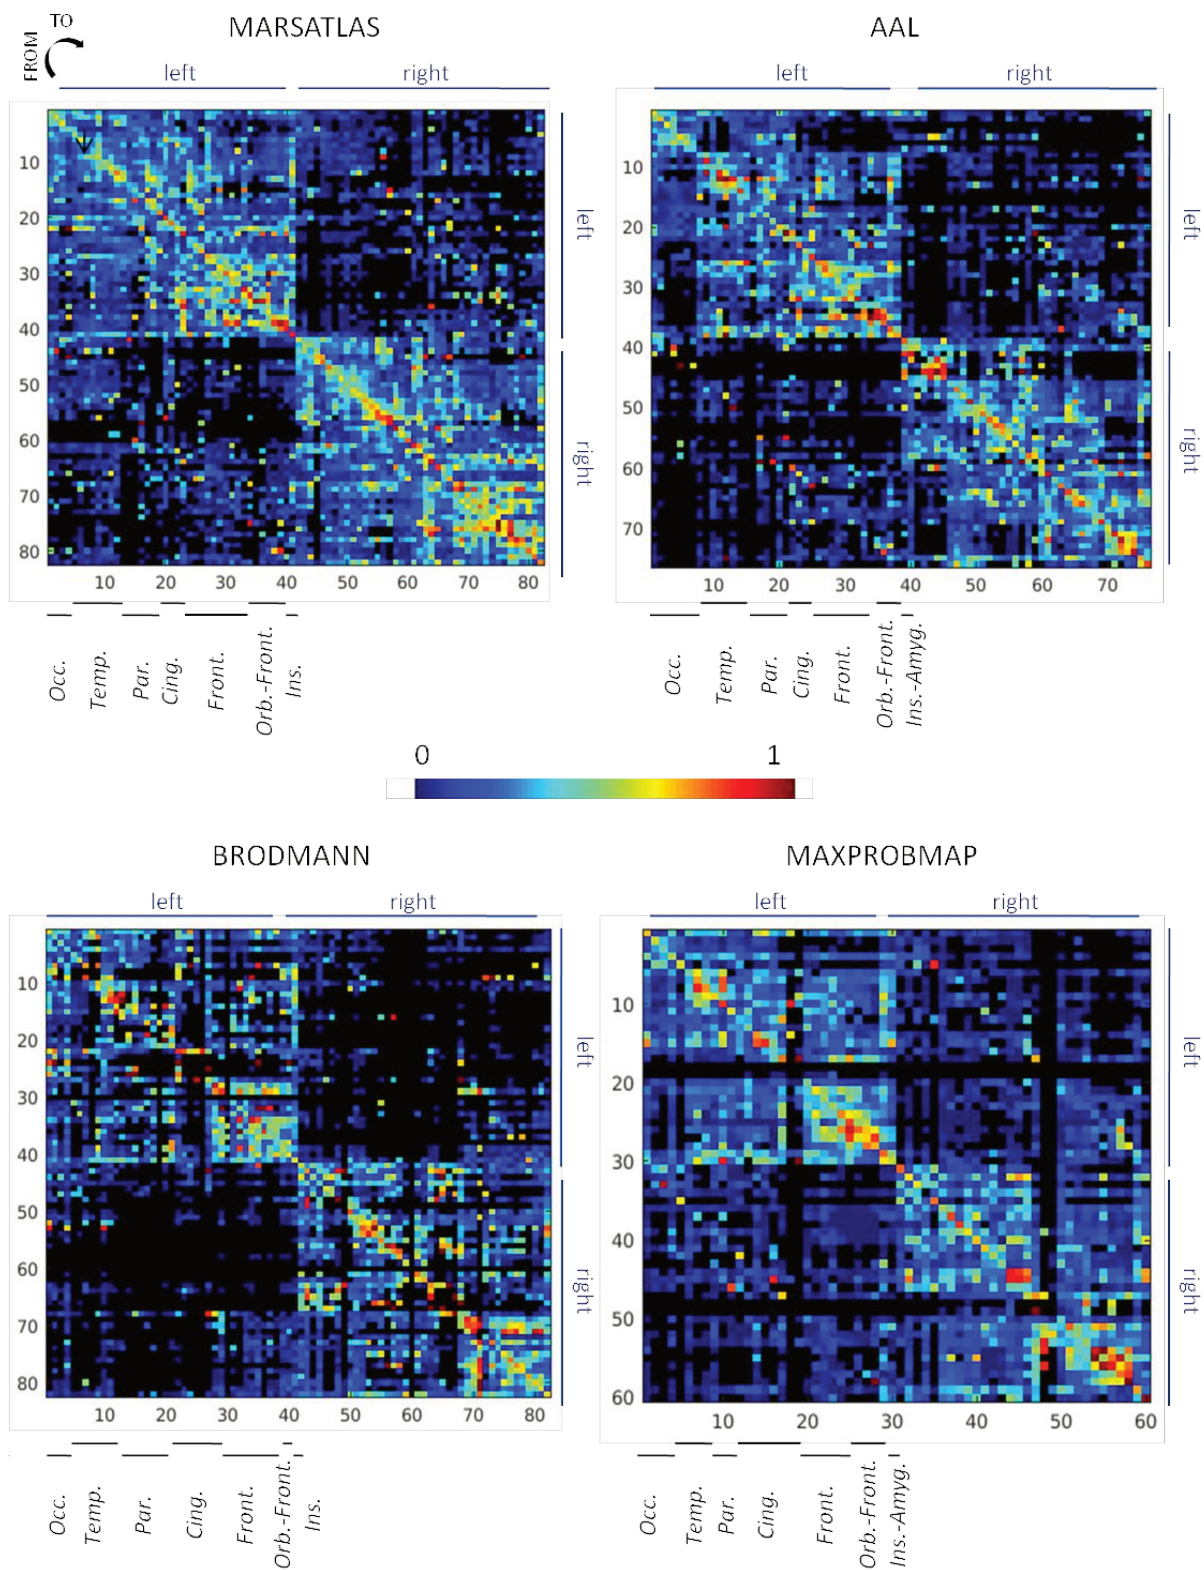 TO
FROM
MARSATLAS
AAL
left
right
left
right
10
20
30
40
50
60
70
80
left
right
10
20
30
40
50
60
70
left
right
10 20 30 40 50 60 70 80
10 20 30 40 50 60 70
Occ.
Temp.
Par.
Cing.
Front.
Orb.-Front.
Ins.
Occ.
Temp.
Par.
Cing.
Front.
Orb.-Front.
Ins.-Amyg.
0 1
BRODMANN
MAXPROBMAP
left
right
left
right
10
20
30
40
50
60
70
80
left
right
10
20
30
40
50
60
left
right
10 20 30 40 50 60 70 80
10 20 30 40 50 60
Occ.
Temp.
Par.
Cing.
Front.
Orb.-Front.
Ins.
Occ.
Temp.
Par.
Cing.
Front.
Orb.-Front.
Ins.-Amyg.